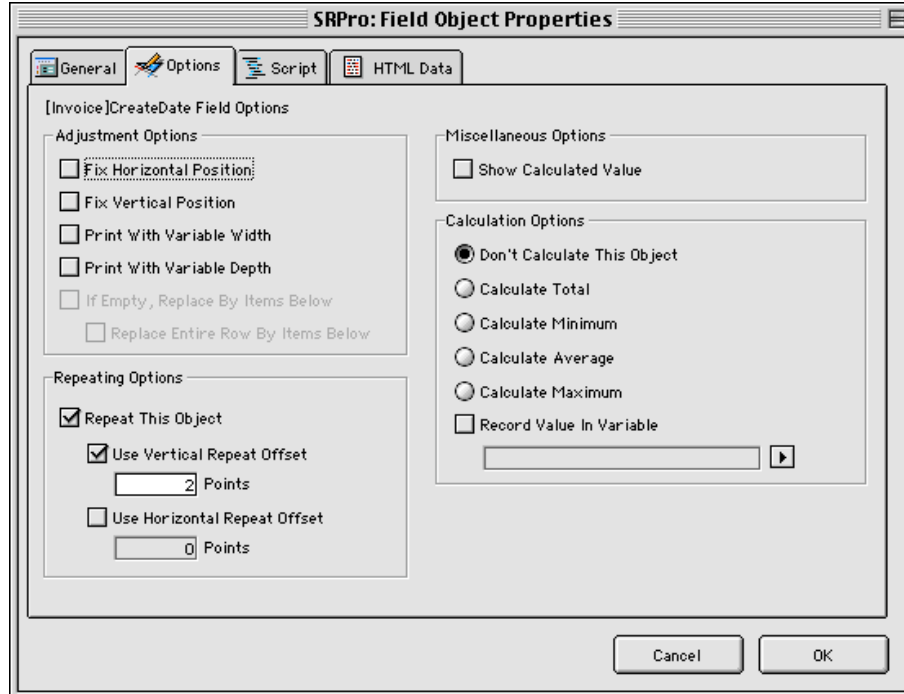 SRPro: Field Object Properties
General
Options
Script
HTML Data
[Invoice]CreateDate Field Options
Adjustment Options
Fix Horizontal Position
Fix Vertical Position
Print With Variable Width
Print With Variable Depth
If Empty, Replace By Items Below
Replace Entire Row By Items Below
Repeating Options
Repeat This Object
Use Vertical Repeat Offset
2 Points
Use Horizontal Repeat Offset
0 Points
Miscellaneous Options
Show Calculated Value
Calculation Options
Don't Calculate This Object
Calculate Total
Calculate Minimum
Calculate Average
Calculate Maximum
Record Value In Variable
Cancel
OK